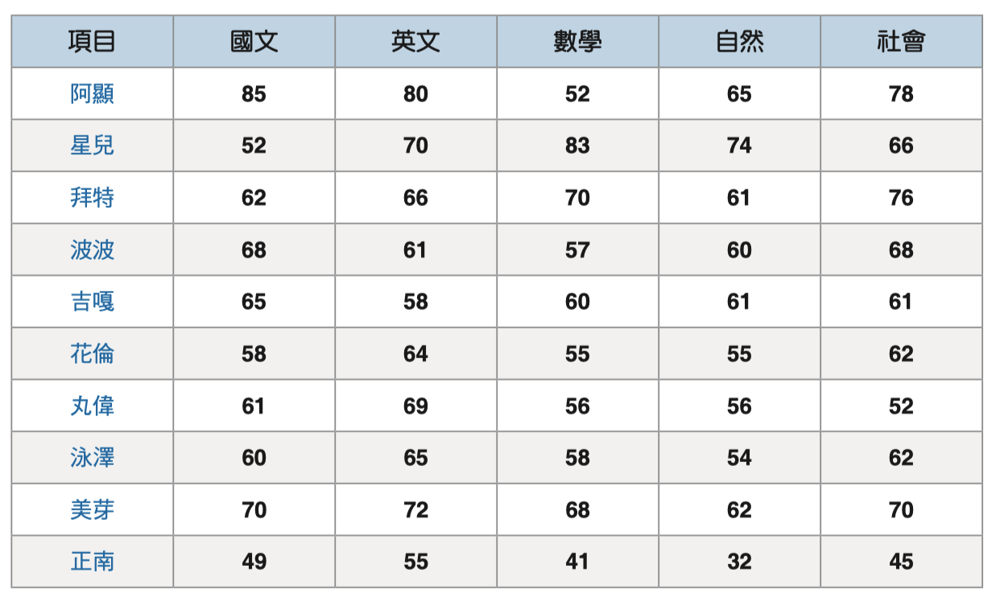 項目 國文 英文 數學 自然 社會
阿顯 85 80 52 65 78
星兒 52 70 83 74 66
拜特 62 66 70 61 76
波波 68 61 57 60 68
吉嘎 65 58 60 61 61
花倫 58 64 55 55 62
丸偉 61 69 56 56 52
泳澤 60 65 58 54 62
美芽 70 72 68 62 70
正南 49 55 41 32 45